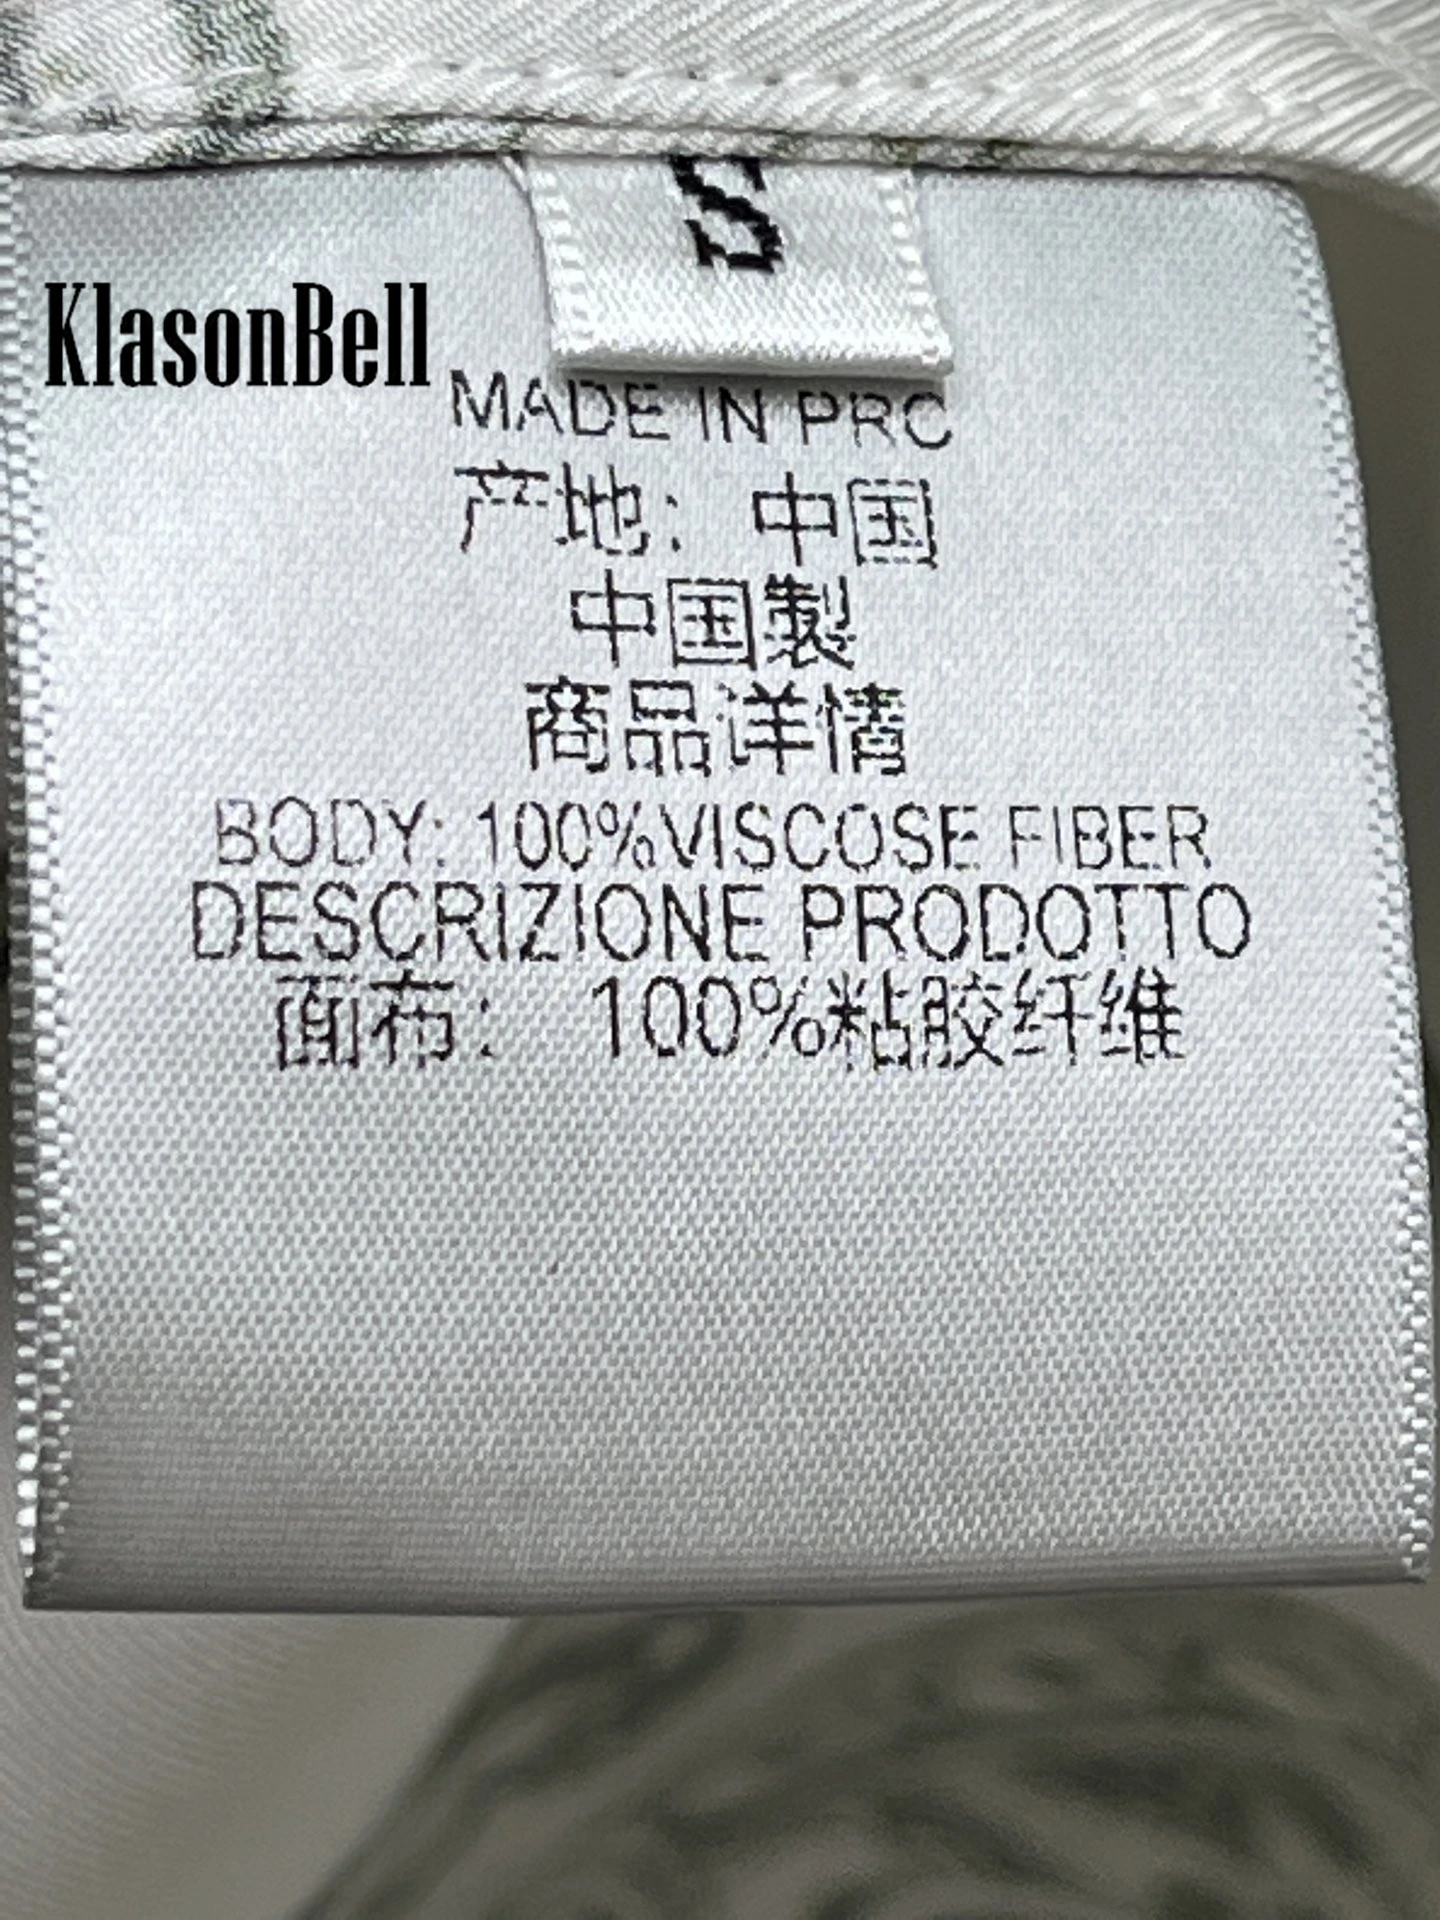 S
KlasonBell
MADE IN PRC
产地：中国
中国製
商品详情
BODY: 100%VISCOSE FIBER
DESCRIZIONE PRODOTTO
面布： 100%粘胶纤维